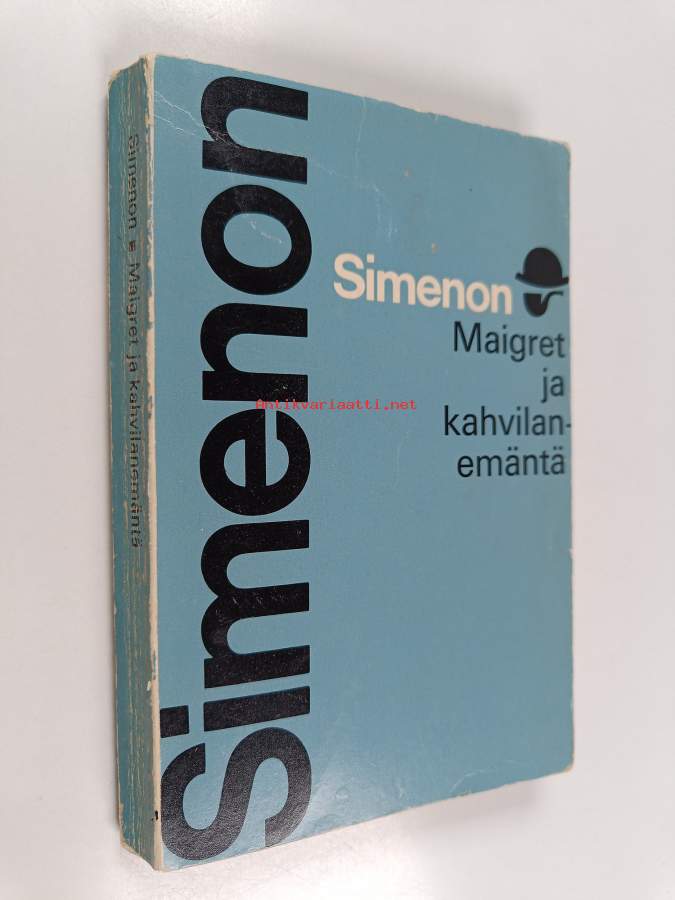 Simenon
Simenon
Maigret
ja
kahvilan-
emäntä
Simenon ■ Maigret ja kahvilanemäntä
Antikvariaatti.net